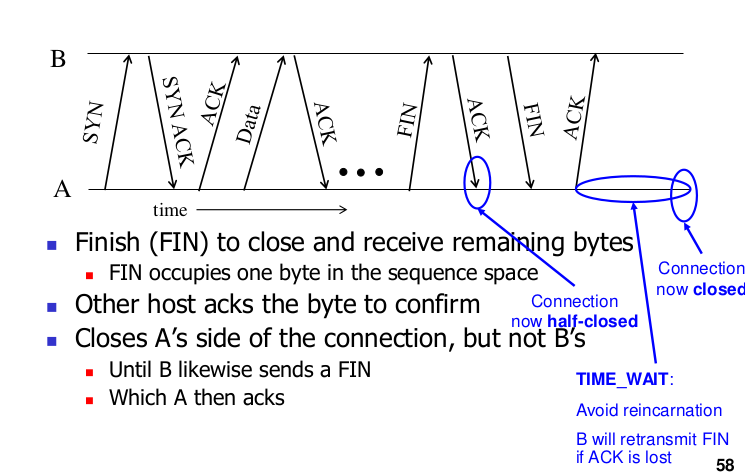 B
SYN
SYN ACK
ACK
Data
ACK
FIN
ACK
FIN
ACK
A
time
Finish (FIN) to close and receive remaining bytes
FIN occupies one byte in the sequence space
Other host acks the byte to confirm
Closes A’s side of the connection, but not B’s
Until B likewise sends a FIN
Which A then acks
Connection
now half-closed
Connection
now closed
TIME_WAIT:
Avoid reincarnation
B will retransmit FIN
if ACK is lost
58